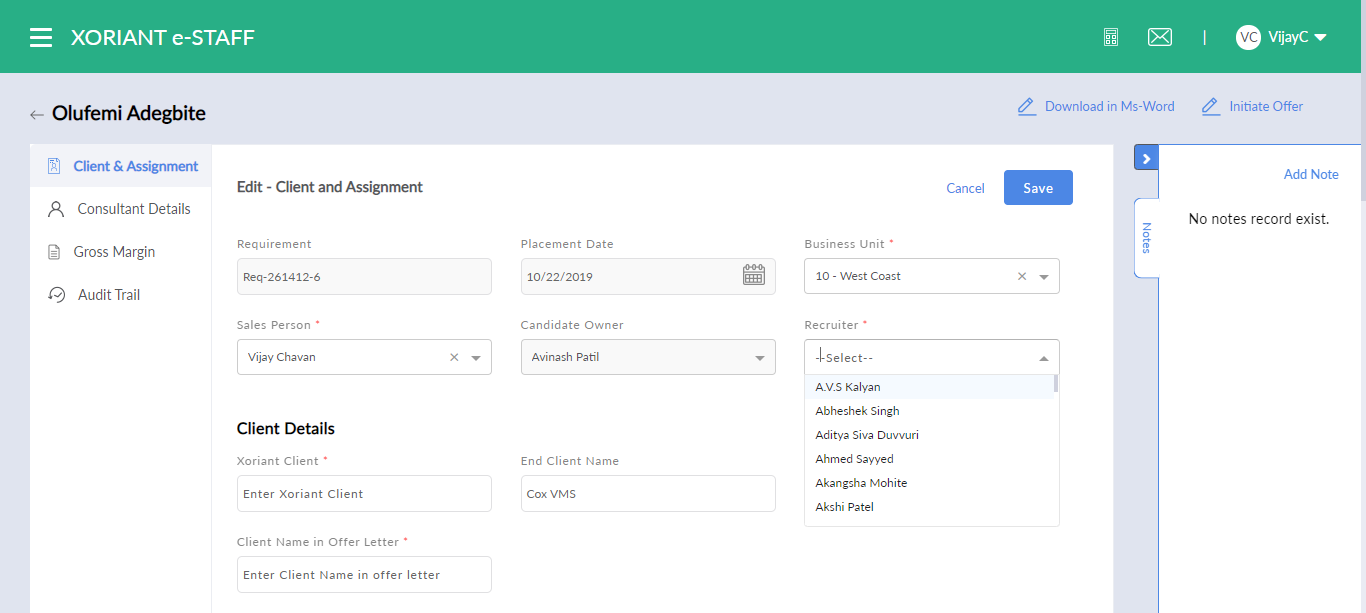 XORIANT e-STAFF
|
VC VijayC
Olufemi Adegbite
Download in Ms-Word
Initiate Offer
Client & Assignment
Consultant Details
Gross Margin
Audit Trail
Edit - Client and Assignment
Cancel
Save
Requirement
Req-261412-6
Placement Date
10/22/2019
Business Unit *
10 - West Coast
Sales Person *
Vijay Chavan
Candidate Owner
Avinash Patil
Recruiter *
--Select--
A.V.S Kalyan
Abheshek Singh
Aditya Siva Duvvuri
Ahmed Sayyed
Akangsha Mohite
Akshi Patel
Client Details
Xoriant Client *
Enter Xoriant Client
End Client Name
Cox VMS
Client Name in Offer Letter *
Enter Client Name in offer letter
Notes
Add Note
No notes record exist.